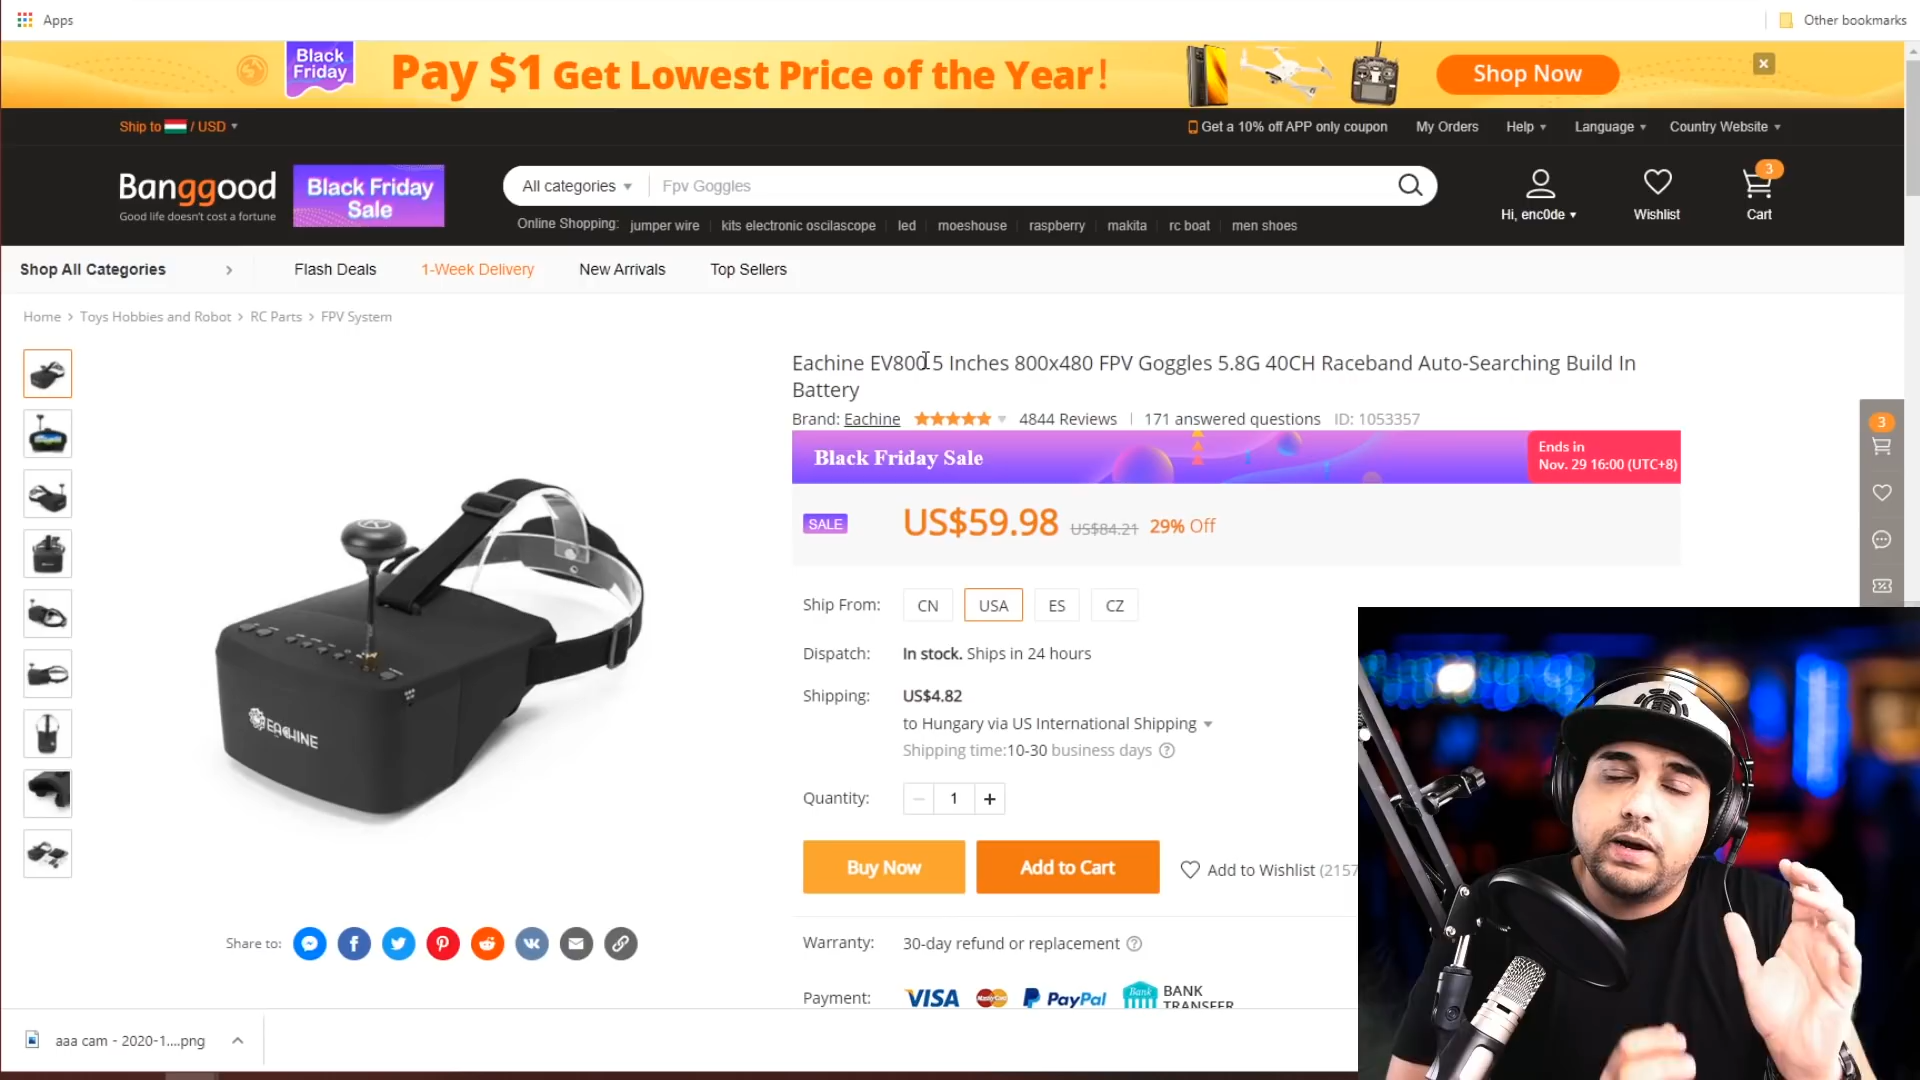 Apps
Other bookmarks
Black
Friday
Pay $1 Get Lowest Price of the Year!
Shop Now
Ship to / USD
Get a 10% off APP only coupon
My Orders
Help
Language
Country Website
Banggood
Good life doesn't cost a fortune
Black Friday
Sale
All categories
Fpv Goggles
Hi, enc0de
Wishlist
3
Cart
Online Shopping:
jumper wire
kits electronic oscilascope
led
moeshouse
raspberry
makita
rc boat
men shoes
Shop All Categories
Flash Deals
1-Week Delivery
New Arrivals
Top Sellers
Home > Toys Hobbies and Robot > RC Parts > FPV System
Eachine EV800 5 Inches 800x480 FPV Goggles 5.8G 40CH Raceband Auto-Searching Build In
Battery
Brand: Eachine
4844 Reviews
171 answered questions
ID: 1053357
Black Friday Sale
Ends in
Nov. 29 16:00 (UTC+8)
SALE
US$59.98
US$84.21
29% Off
Ship From:
CN
USA
ES
CZ
Dispatch:
In stock. Ships in 24 hours
Shipping:
US$4.82
to Hungary via US International Shipping
Shipping time:10-30 business days
Quantity:
1
Buy Now
Add to Cart
Add to Wishlist (2157
Warranty:
30-day refund or replacement
Payment:
VISA
MasterCard
PayPal
Bank
BANK
TRANSFER
3
EACHINE
Share to:
aaa cam - 2020-1....png